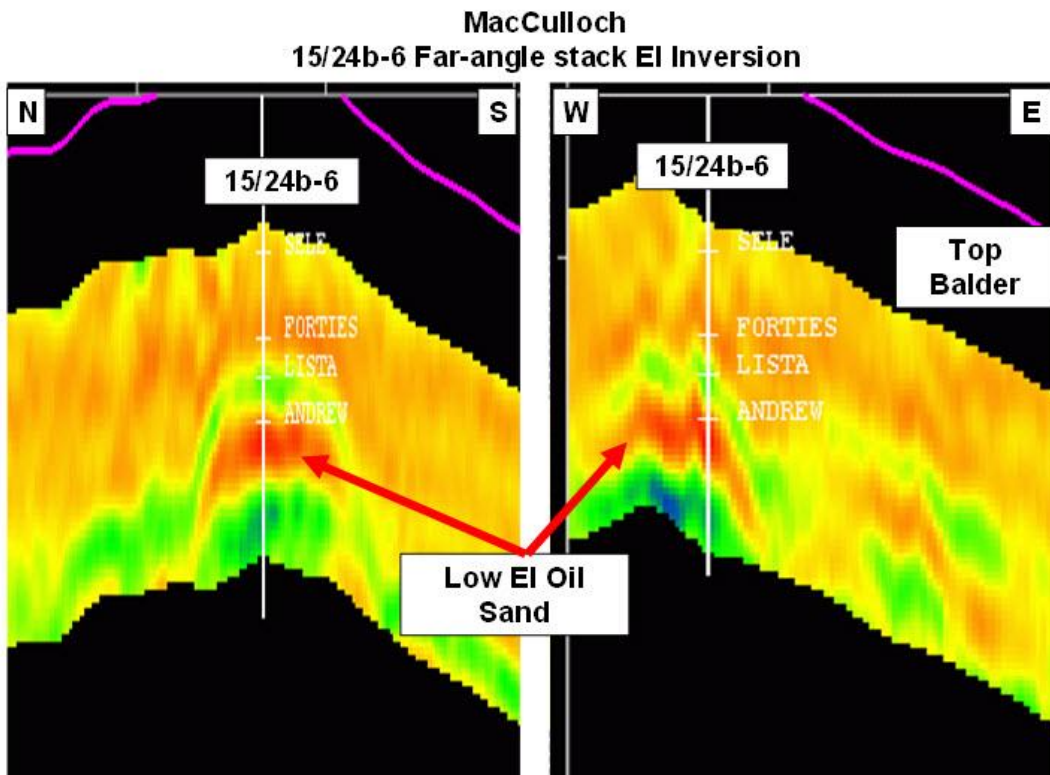 MacCulloch
15/24b-6 Far-angle stack EI Inversion
N
S
15/24b-6
SELE
FORTIES
LISTA
ANDREW
W
E
15/24b-6
SELE
Top
Balder
FORTIES
LISTA
ANDREW
Low EI Oil
Sand